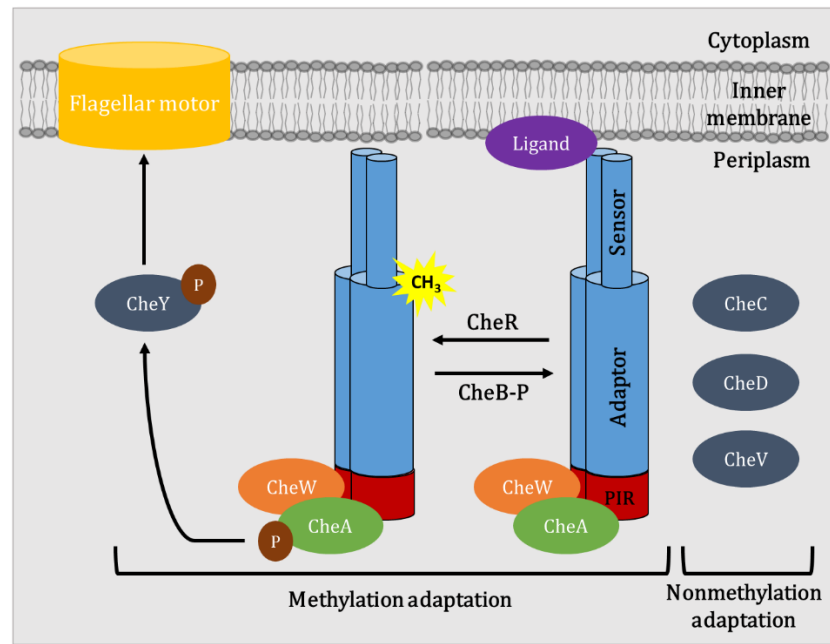 Cytoplasm
Flagellar motor
Inner
membrane
Ligand
Periplasm
Sensor
CH₃
P
CheY
CheC
CheR
Adaptor
CheB-P
CheD
CheV
CheW
CheW
PIR
CheA
CheA
P
Methylation adaptation
Nonmethylation
adaptation